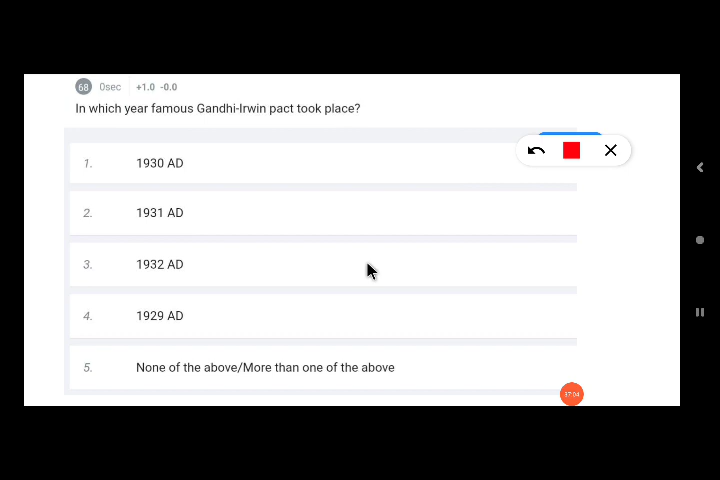 68 0sec +1.0 -0.0
In which year famous Gandhi-Irwin pact took place?
1. 1930 AD
2. 1931 AD
3. 1932 AD
4. 1929 AD
5. None of the above/More than one of the above
37:04